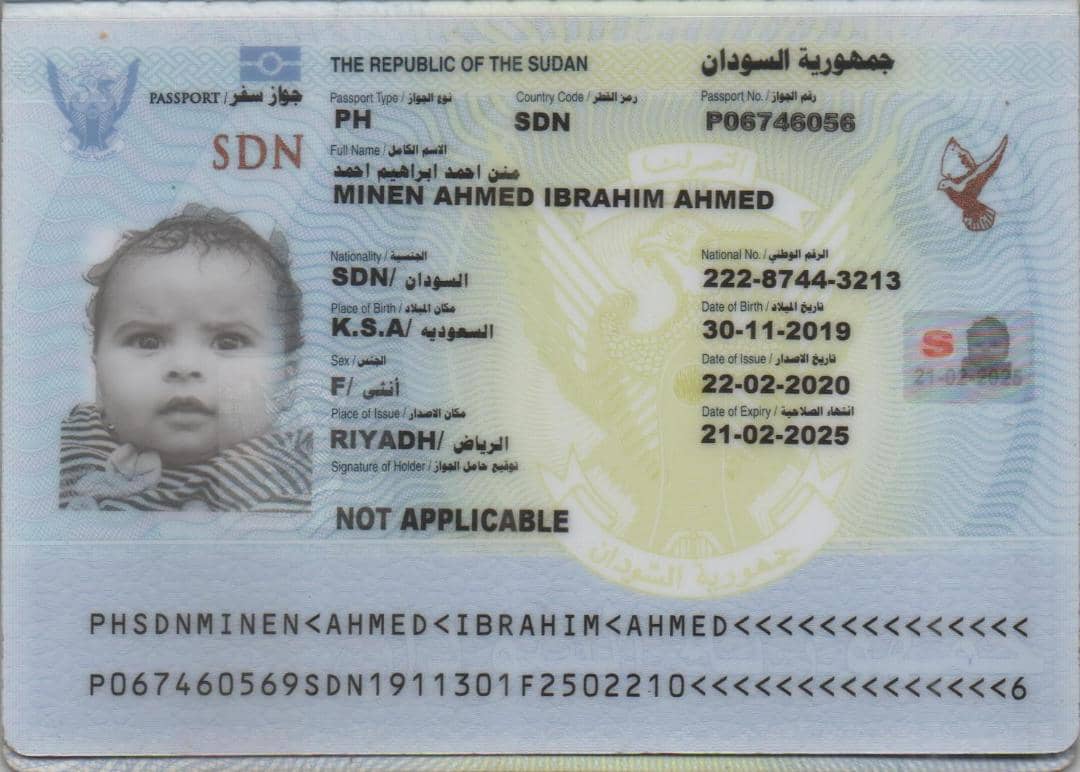 THE REPUBLIC OF THE SUDAN
جمهورية السودان
PASSPORT / جواز سفر
SDN
Passport Type / نوع الجواز
Country Code / رمز القطر
Passport No. / رقم الجواز
PH
SDN
P06746056
Full Name / الاسم الكامل
منن احمد ابراهيم احمد
MINEN AHMED IBRAHIM AHMED
Nationality / الجنسية
National No. / الرقم الوطني
SDN/ السودان
222-8744-3213
Place of Birth / مكان الميلاد
Date of Birth / تاريخ الميلاد
K.S.A/ السعوديه
30-11-2019
Sex / الجنس
Date of Issue / تاريخ الاصدار
F/ أنثى
22-02-2020
Place of Issue / مكان الاصدار
Date of Expiry / انتهاء الصلاحية
RIYADH/ الرياض
21-02-2025
S
21-02-2025
Signature of Holder / توقيع حامل الجواز
NOT APPLICABLE
النصر لنا
جمهورية السودان
PHSDNMINEN<AHMED<IBRAHIM<AHMED<<<<<<<<<<<<<<
P067460569SDN1911301F2502210<<<<<<<<<<<<<<<6